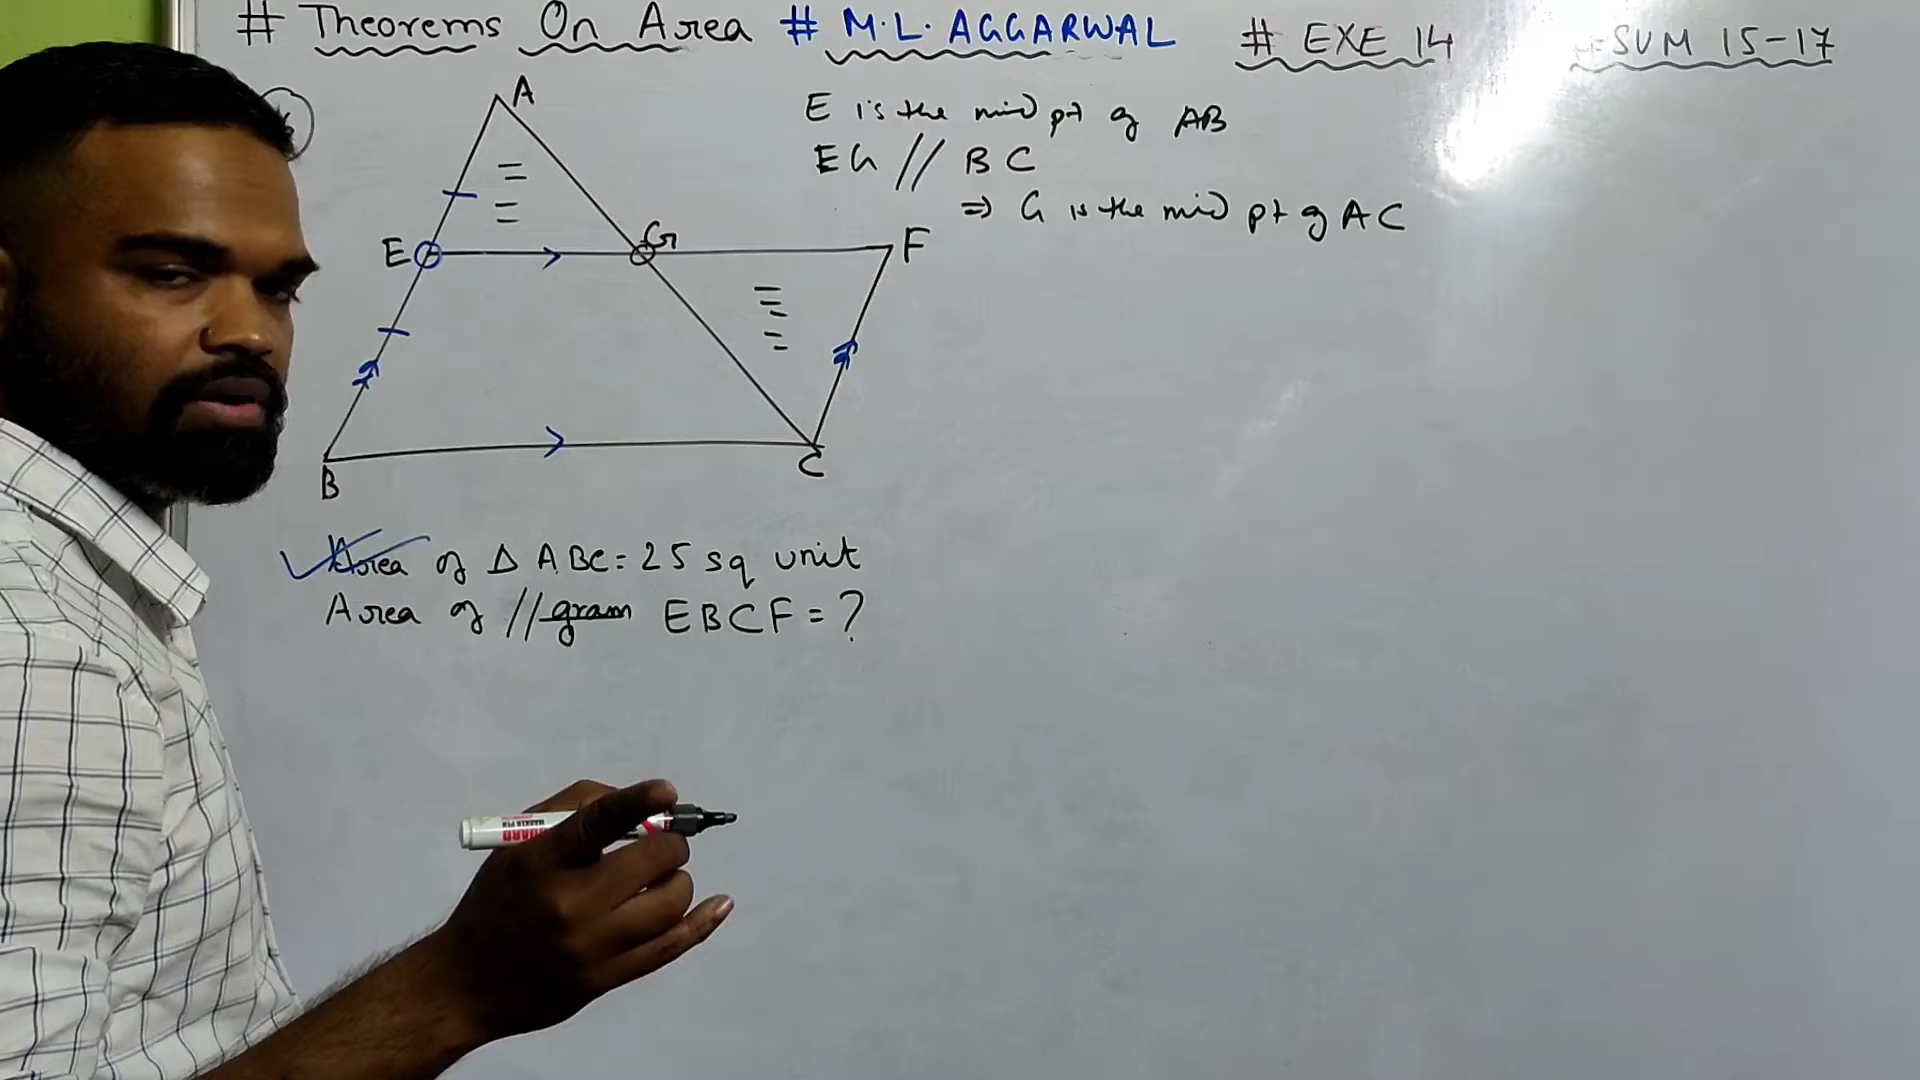 # Theorems On Area # M.L. AGGARWAL # EXE 14 # SUM 15-17
A
E
G
F
B
C
E is the mid pt of AB
EG // BC
⇒ G is the mid pt of AC
Area of Δ ABC = 25 sq unit
Area of //gram EBCF = ?